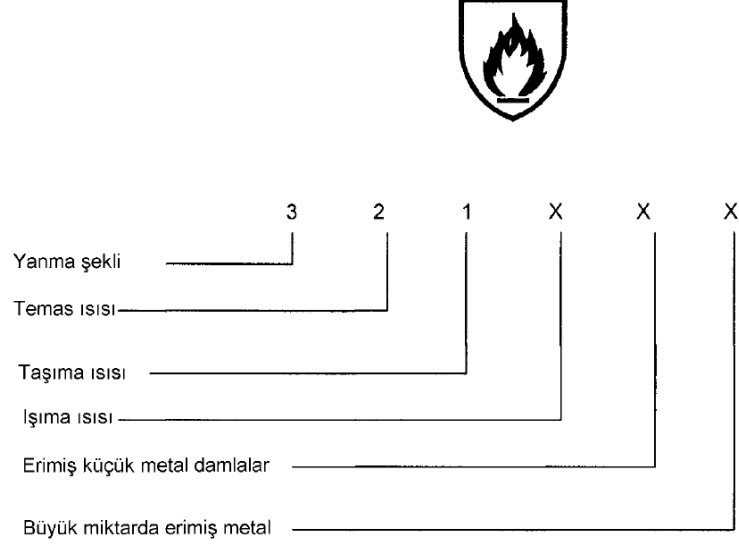 3 2 1 X X X
Yanma şekli
Temas ısısı
Taşıma ısısı
Işıma ısısı
Erimiş küçük metal damlalar
Büyük miktarda erimiş metal